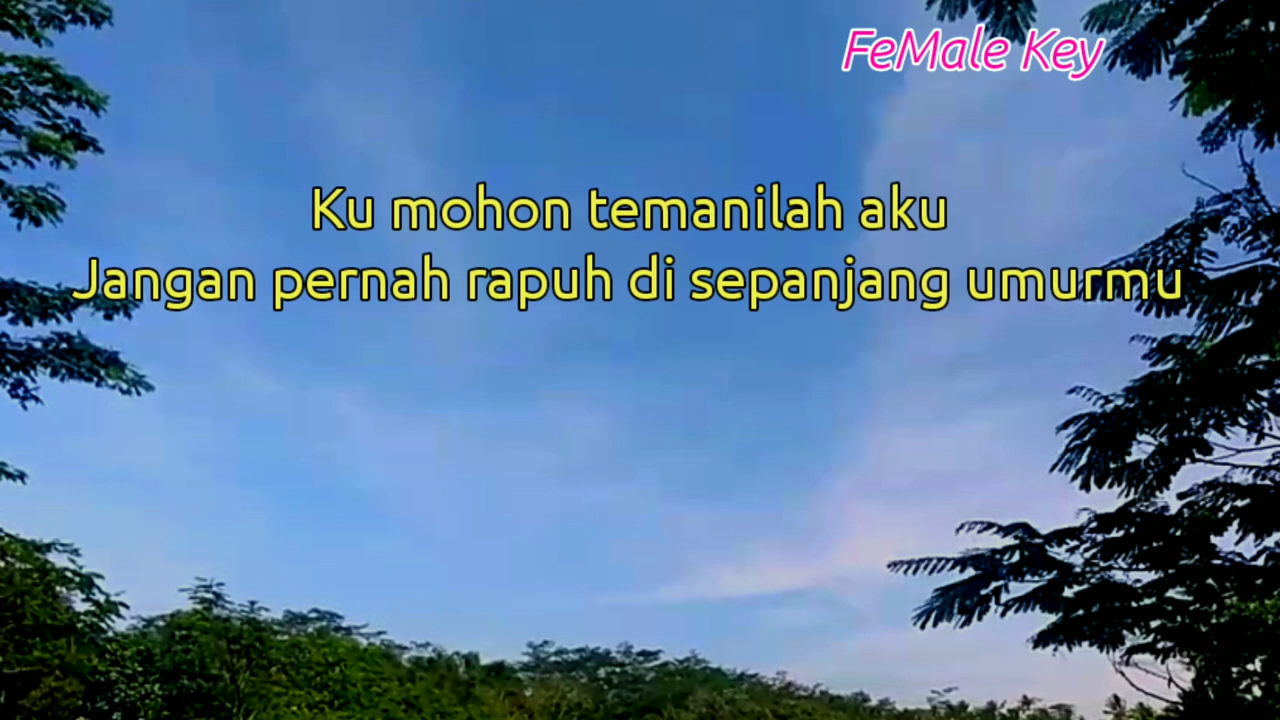 FeMale Key
Ku mohon temanilah aku
Jangan pernah rapuh di sepanjang umurmu